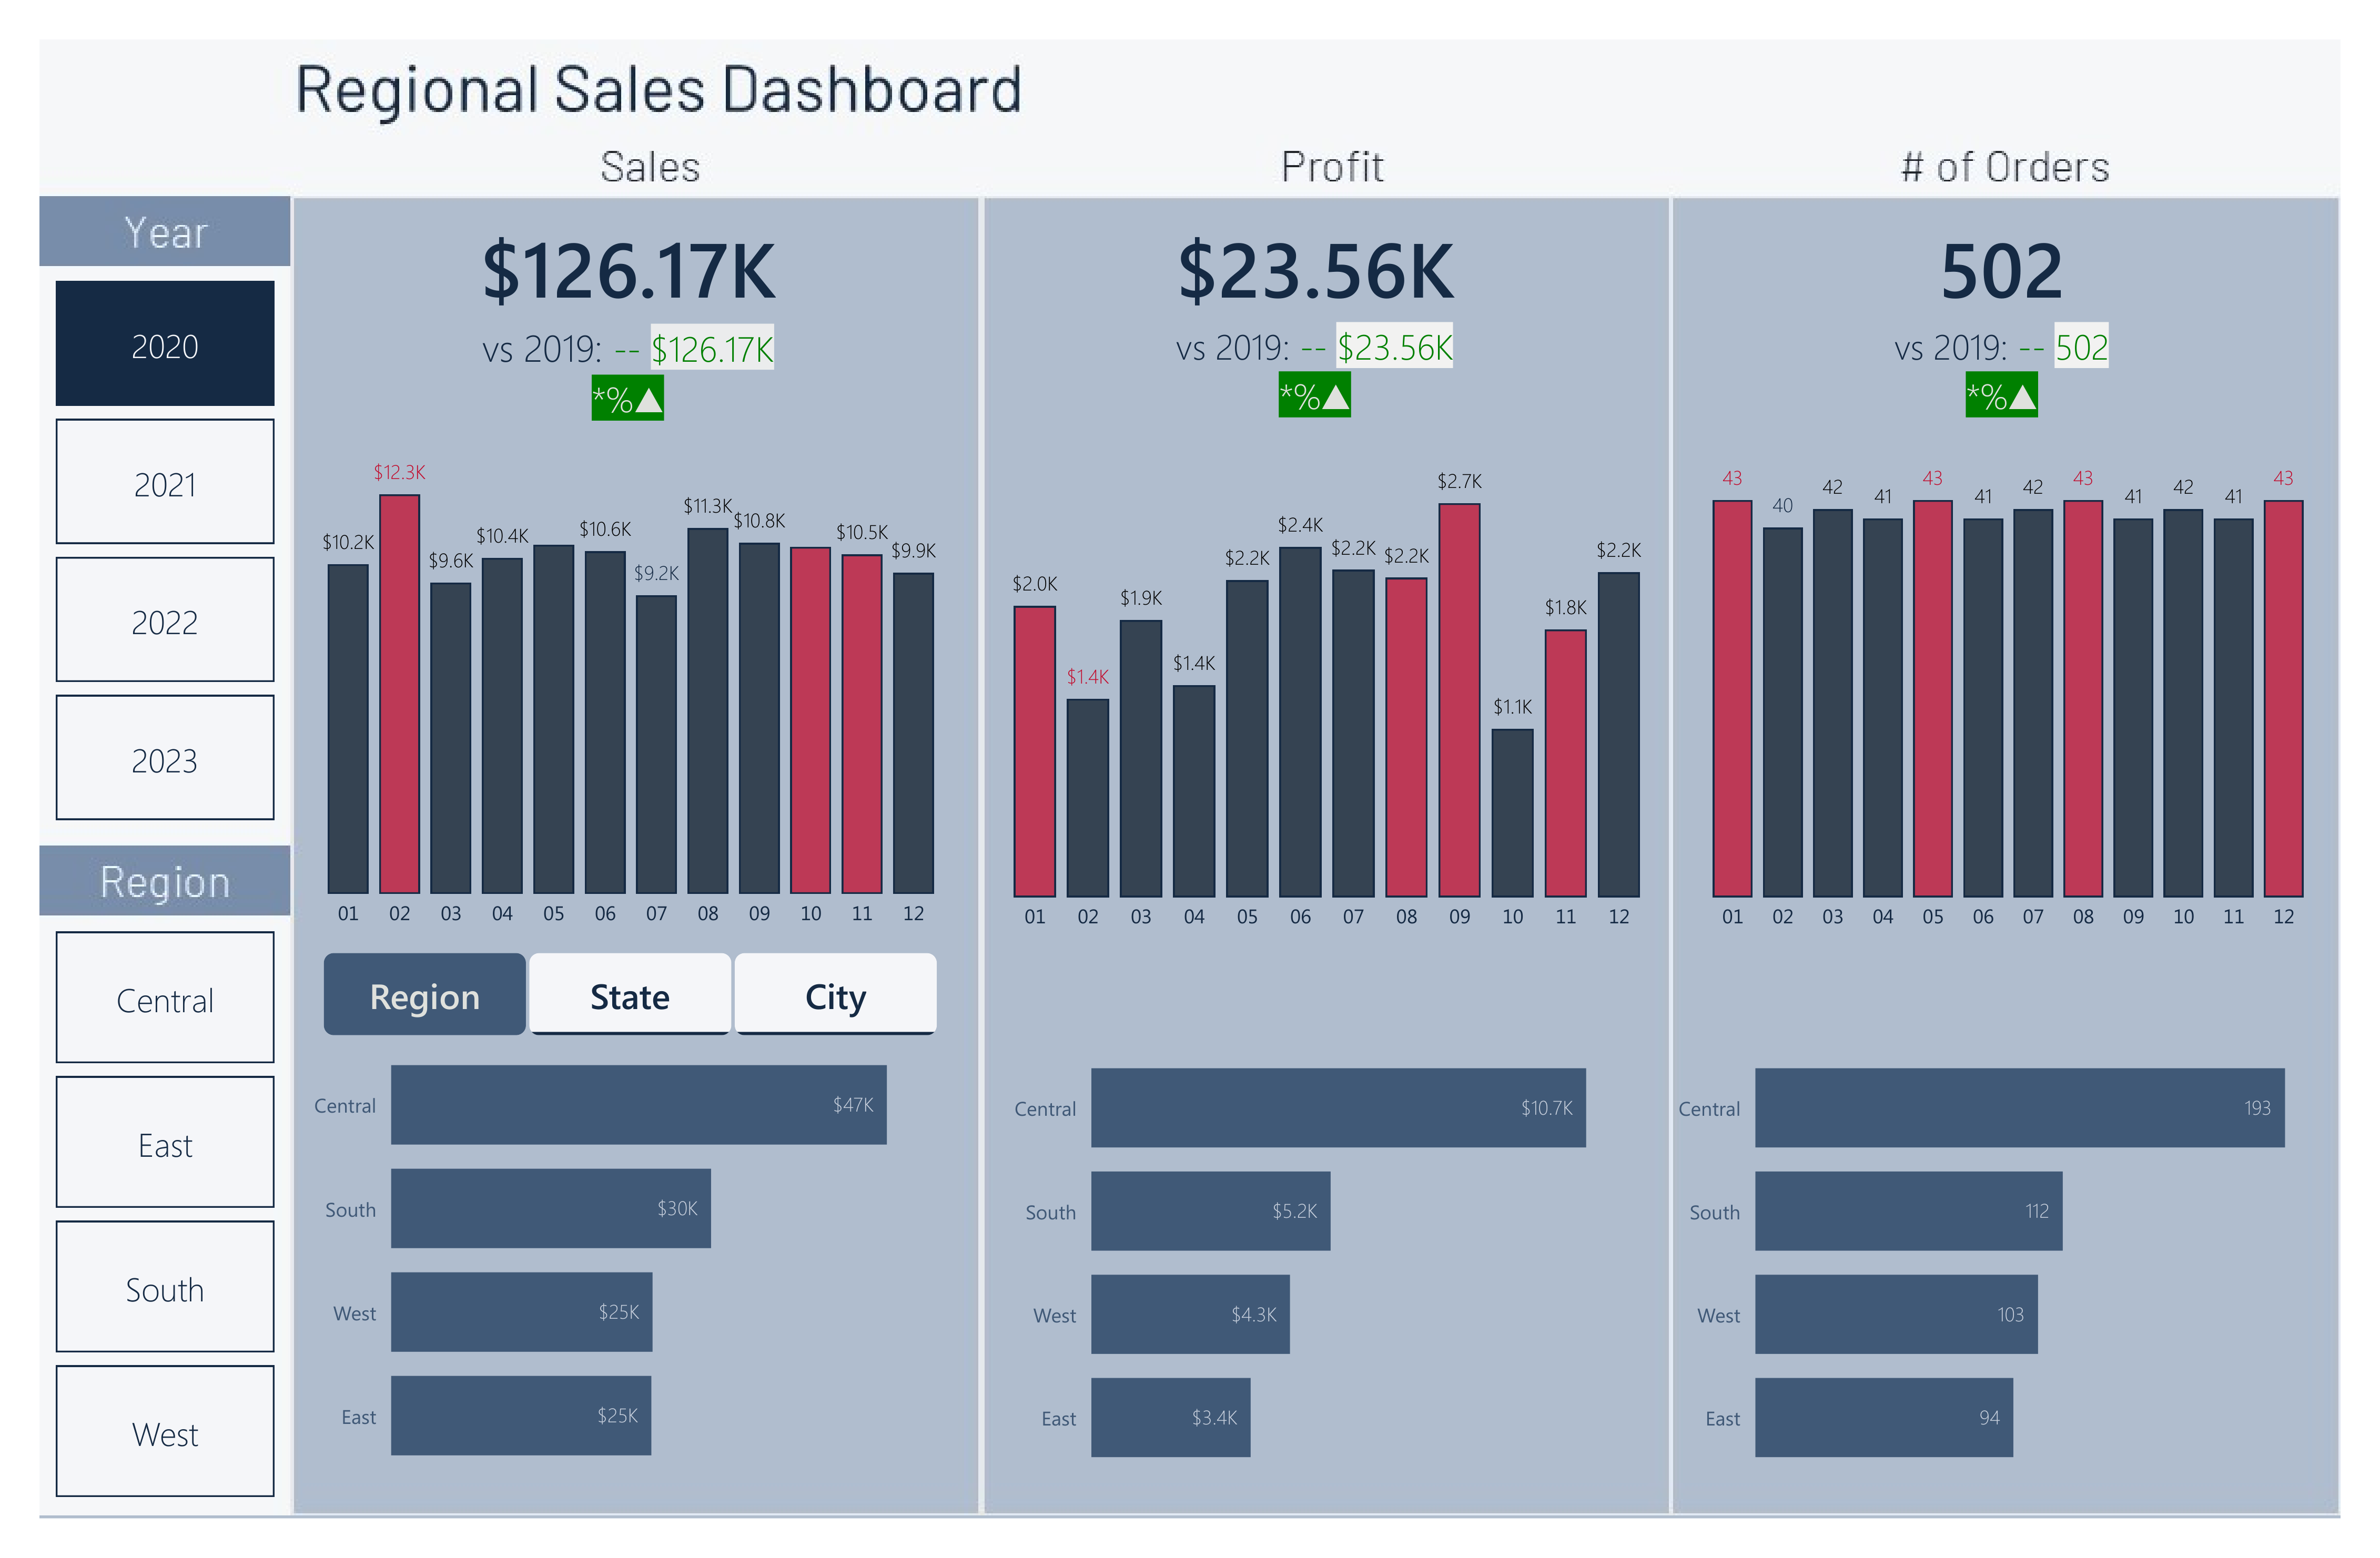 Regional Sales Dashboard
Sales
Profit
# of Orders
Year
2020
2021
2022
2023
Region
Central
East
South
West
$126.17K
vs 2019: -- $126.17K
*%▲
$12.3K
$11.3K
$10.8K
$10.6K
$10.5K
$10.4K
$10.2K
$9.9K
$9.6K
$9.2K
01 02 03 04 05 06 07 08 09 10 11 12
Region State City
Central $47K
South $30K
West $25K
East $25K
$23.56K
vs 2019: -- $23.56K
*%▲
$2.7K
$2.4K
$2.2K $2.2K $2.2K $2.2K
$2.0K
$1.9K
$1.8K
$1.4K
$1.4K
$1.1K
01 02 03 04 05 06 07 08 09 10 11 12
Central $10.7K
South $5.2K
West $4.3K
East $3.4K
502
vs 2019: -- 502
*%▲
43 40 42 41 43 41 42 43 41 42 41 43
01 02 03 04 05 06 07 08 09 10 11 12
Central 193
South 112
West 103
East 94